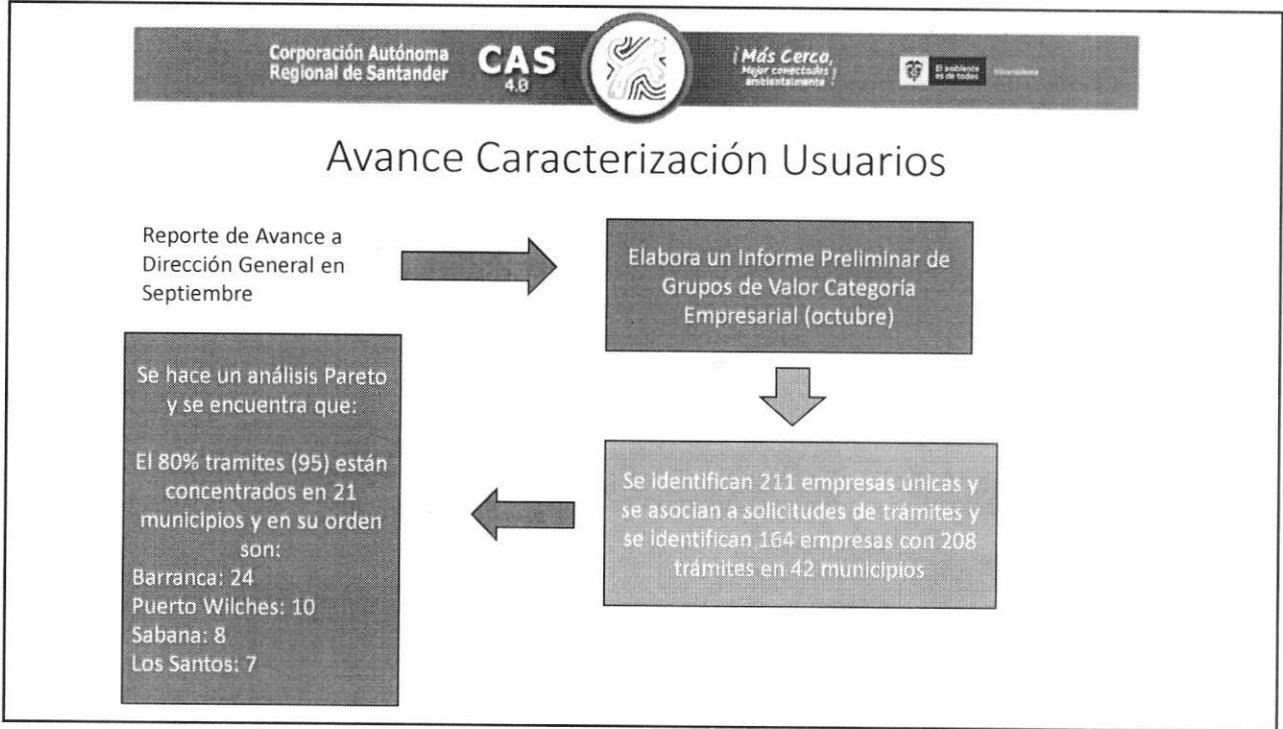 Corporación Autónoma
Regional de Santander
CAS
4.0
¡Más Cerca,
Mejor conectados
ambientalmente!
El ambiente
es de todos
Minambiente
Avance Caracterización Usuarios
Reporte de Avance a
Dirección General en
Septiembre
Elabora un Informe Preliminar de
Grupos de Valor Categoría
Empresarial (octubre)
Se identifican 211 empresas únicas y
se asocian a solicitudes de trámites y
se identifican 164 empresas con 208
trámites en 42 municipios
Se hace un análisis Pareto
y se encuentra que:
El 80% tramites (95) están
concentrados en 21
municipios y en su orden
son:
Barranca: 24
Puerto Wilches: 10
Sabana: 8
Los Santos: 7